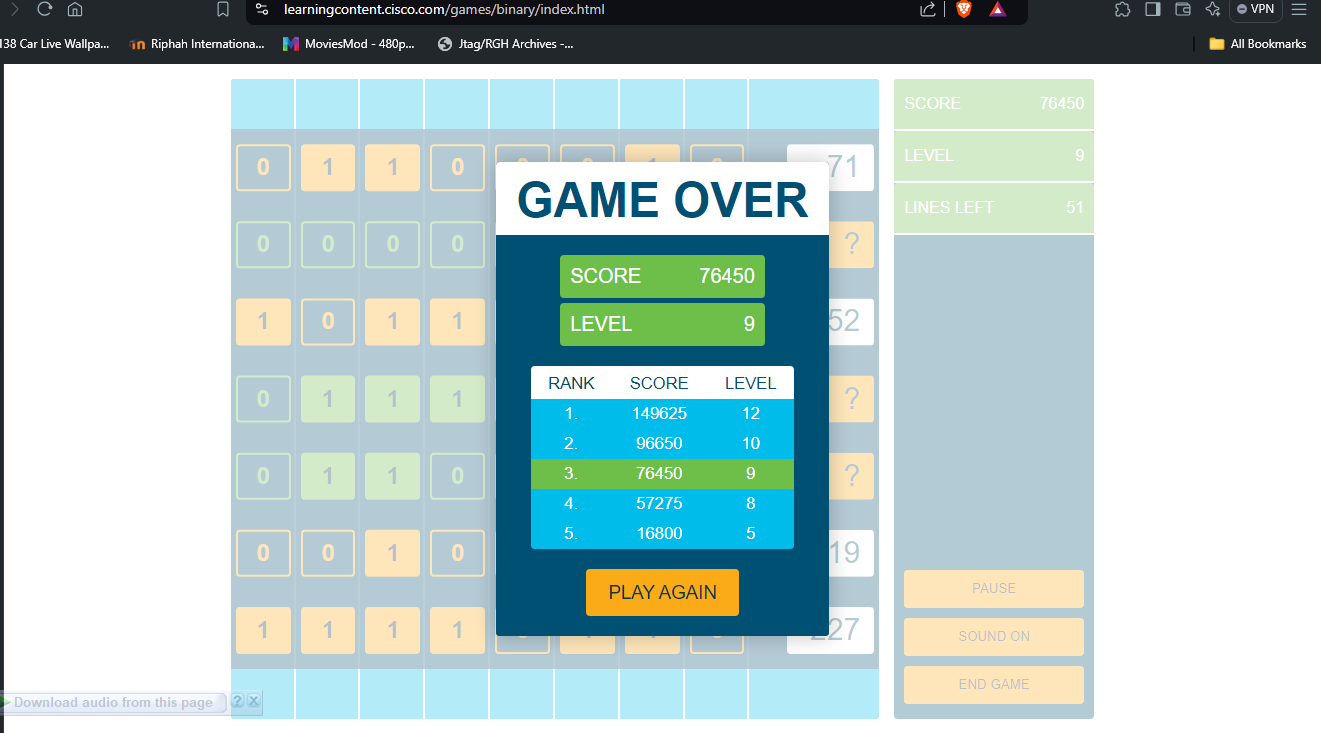 learningcontent.cisco.com/games/binary/index.html
VPN
138 Car Live Wallpa...
Riphah Internationa...
MoviesMod - 480p...
Jtag/RGH Archives -...
All Bookmarks
SCORE 76450
LEVEL 9
LINES LEFT 51
0 1 1 0 71
0 0 0 0 ?
1 0 1 1 52
0 1 1 1 ?
0 1 1 0 ?
0 0 1 0 19
1 1 1 1 227
GAME OVER
SCORE 76450
LEVEL 9
RANK SCORE LEVEL
1. 149625 12
2. 96650 10
3. 76450 9
4. 57275 8
5. 16800 5
PLAY AGAIN
PAUSE
SOUND ON
END GAME
Download audio from this page ? X